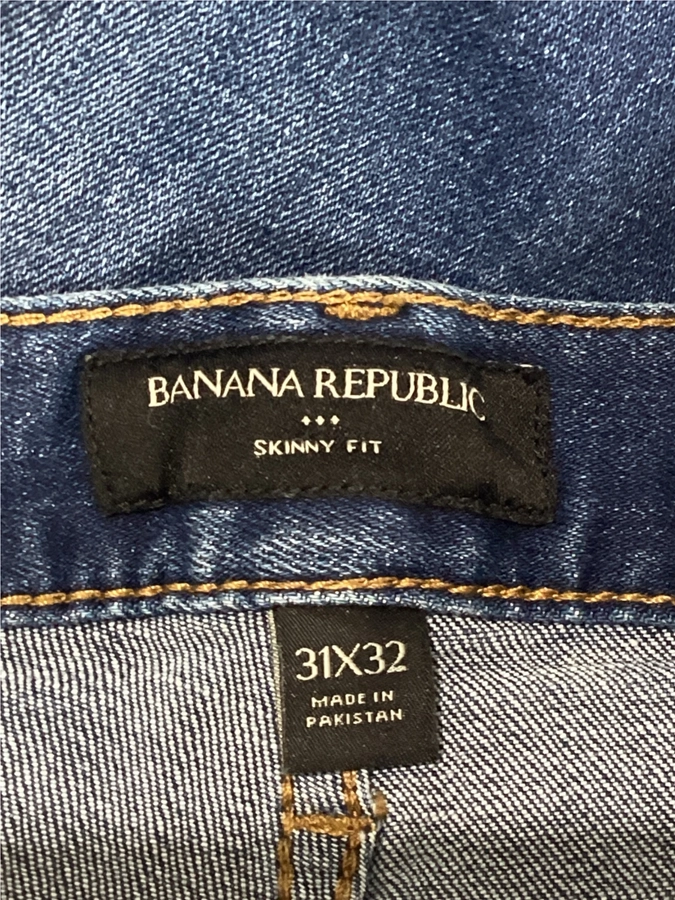 BANANA REPUBLIC
SKINNY FIT
31X32
MADE IN
PAKISTAN